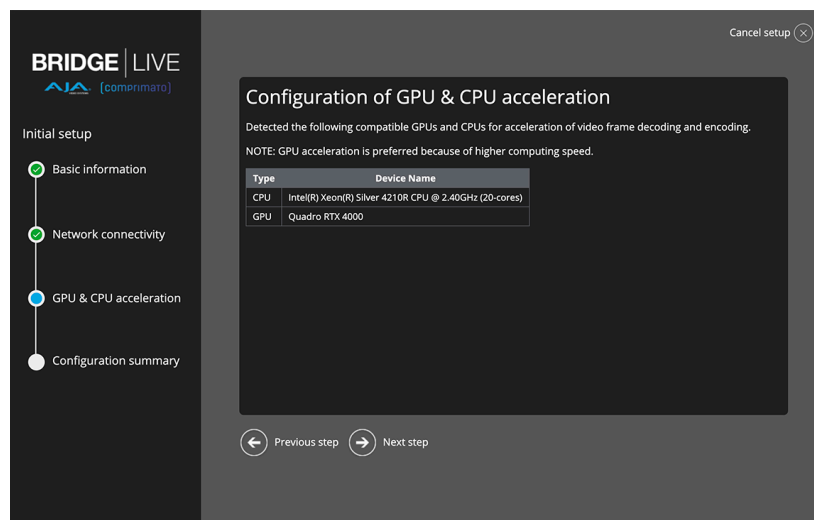 Cancel setup
BRIDGE LIVE
AJA VIDEO SYSTEMS [comprimato]
Initial setup
Basic information
Network connectivity
GPU & CPU acceleration
Configuration summary
Configuration of GPU & CPU acceleration
Detected the following compatible GPUs and CPUs for acceleration of video frame decoding and encoding.
NOTE: GPU acceleration is preferred because of higher computing speed.
Type Device Name
CPU Intel(R) Xeon(R) Silver 4210R CPU @ 2.40GHz (20-cores)
GPU Quadro RTX 4000
Previous step Next step